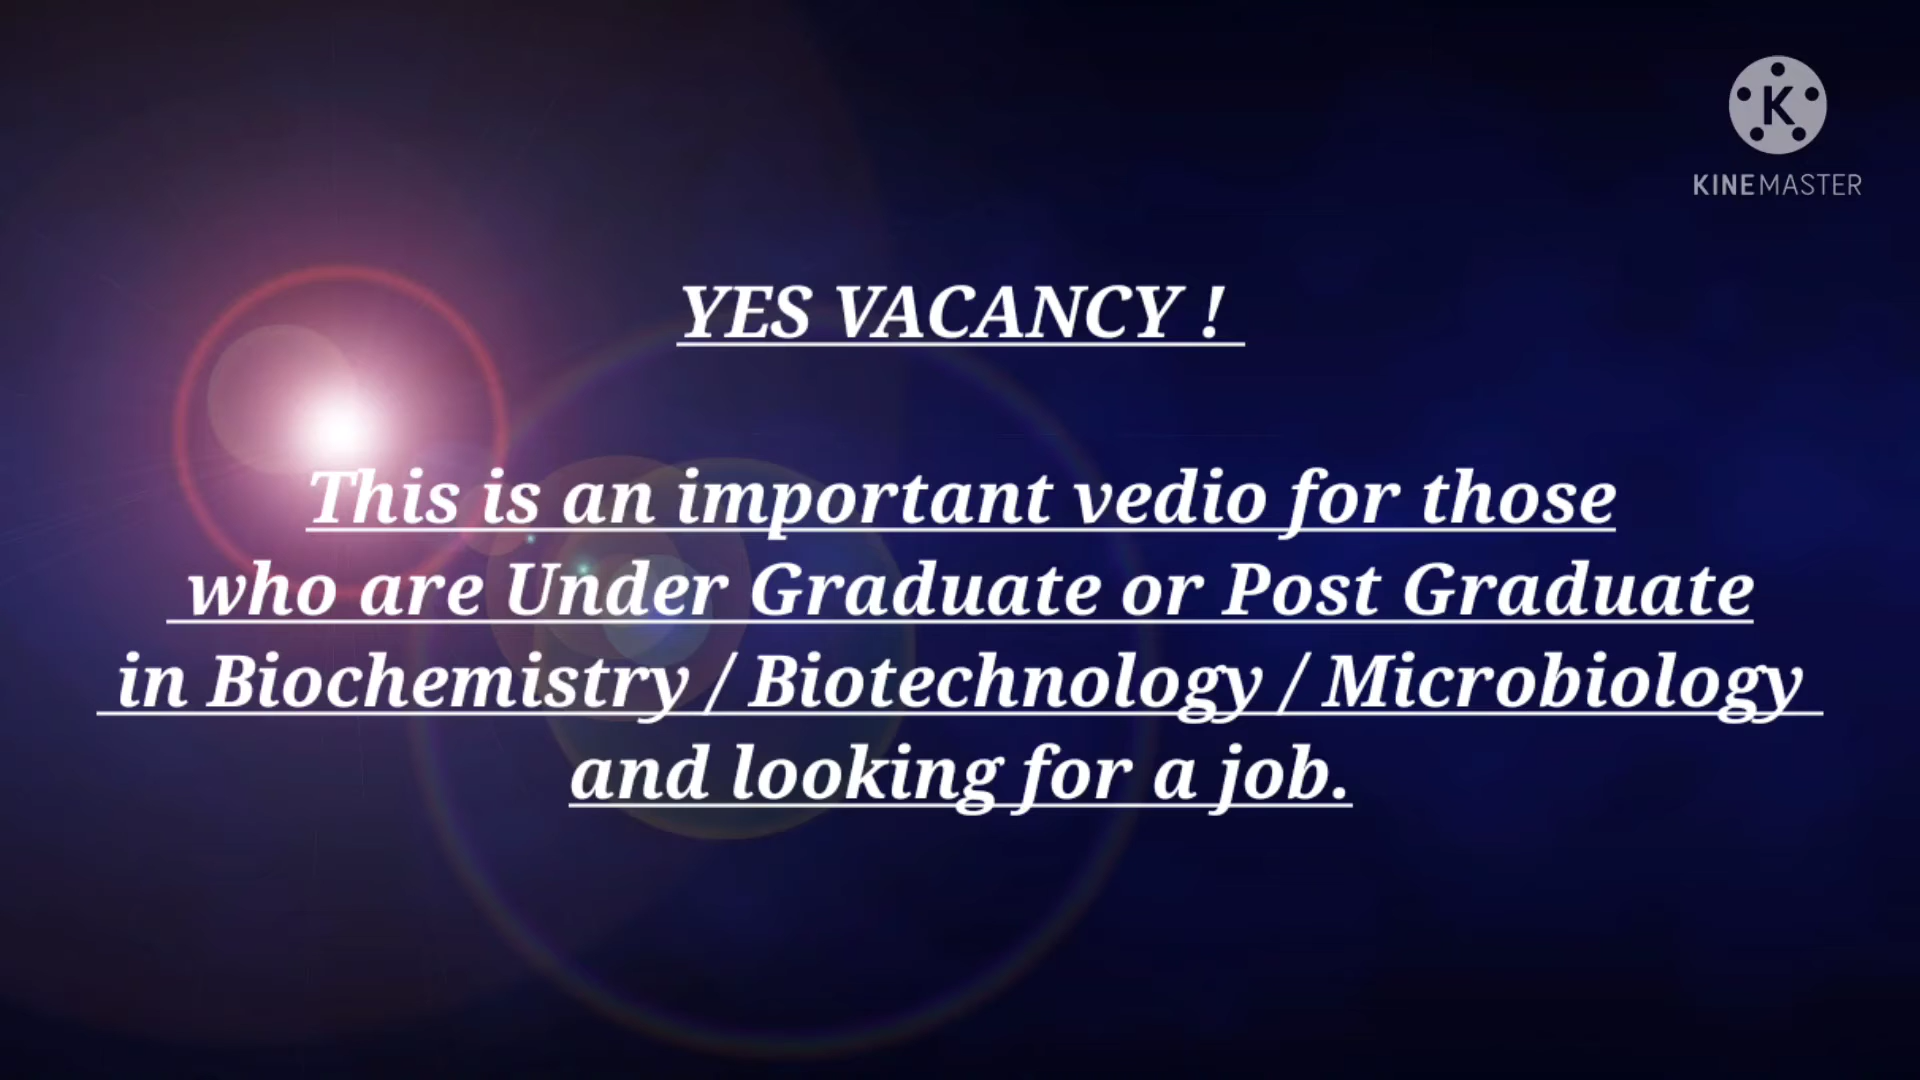 K
KINEMASTER
YES VACANCY !
This is an important vedio for those
who are Under Graduate or Post Graduate
in Biochemistry / Biotechnology / Microbiology
and looking for a job.